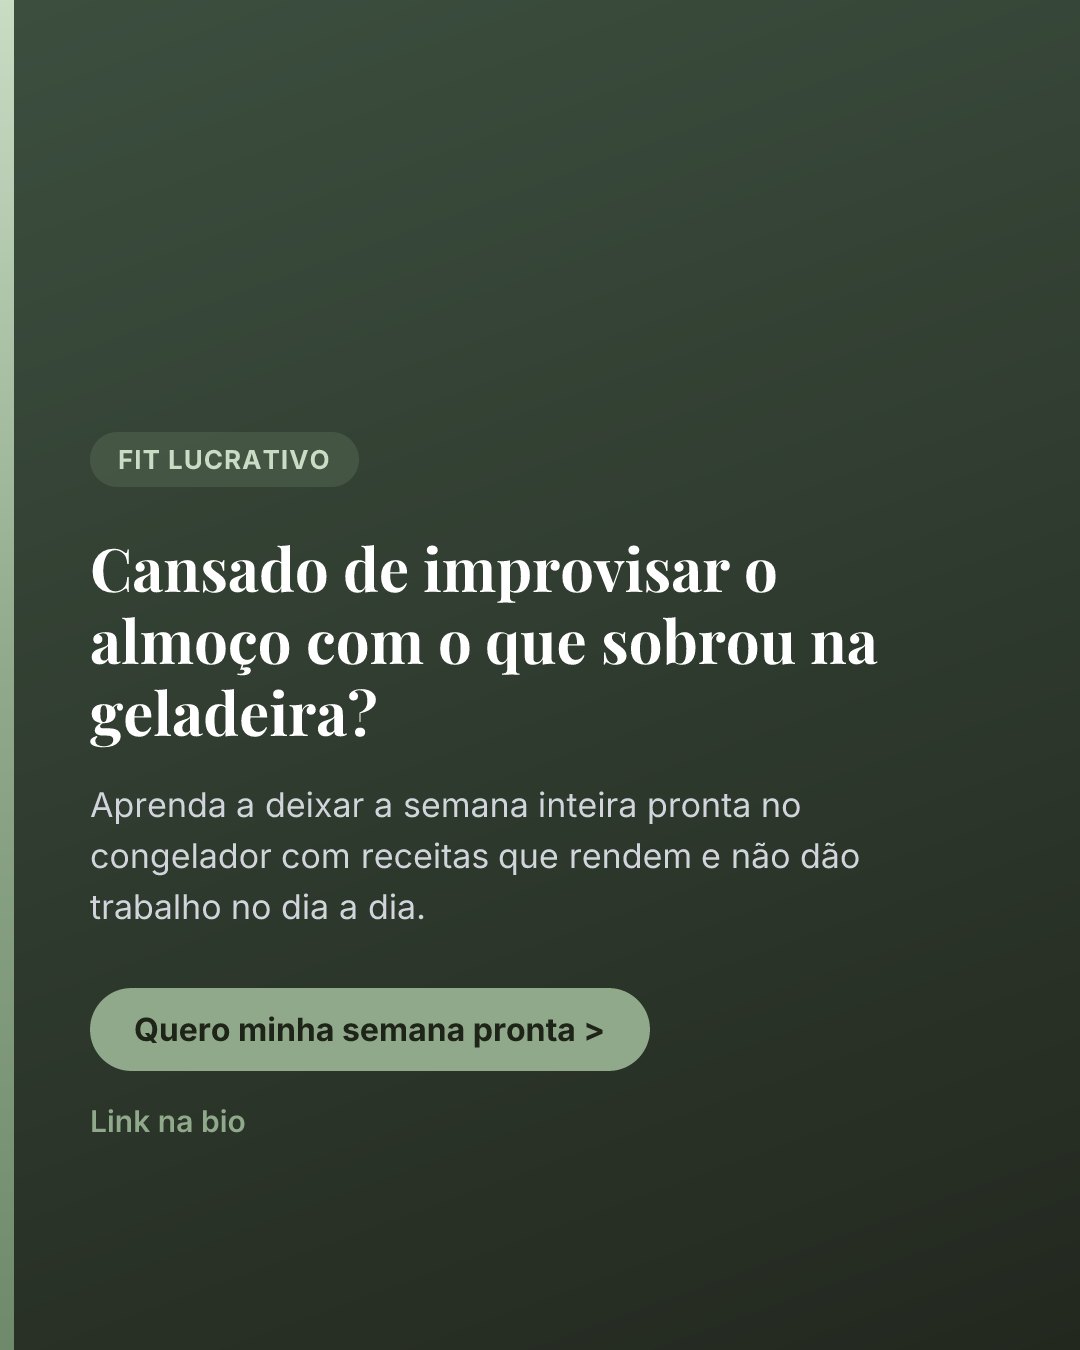 FIT LUCRATIVO
Cansado de improvisar o
almoço com o que sobrou na
geladeira?
Aprenda a deixar a semana inteira pronta no
congelador com receitas que rendem e não dão
trabalho no dia a dia.
Quero minha semana pronta >
Link na bio